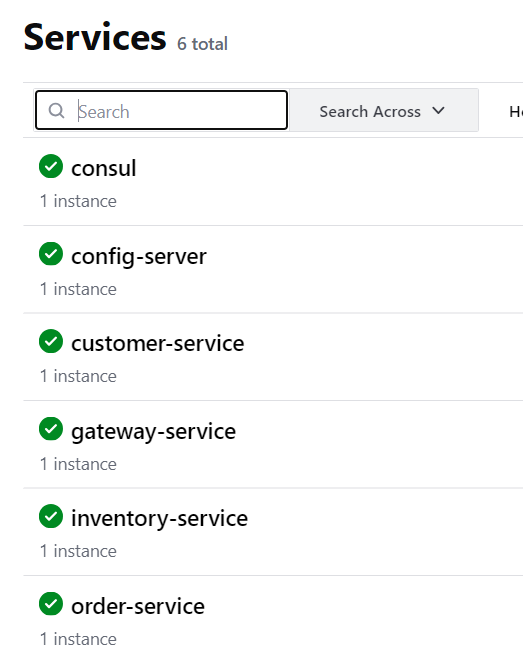 Services 6 total
Search Search Across
consul
1 instance
config-server
1 instance
customer-service
1 instance
gateway-service
1 instance
inventory-service
1 instance
order-service
1 instance